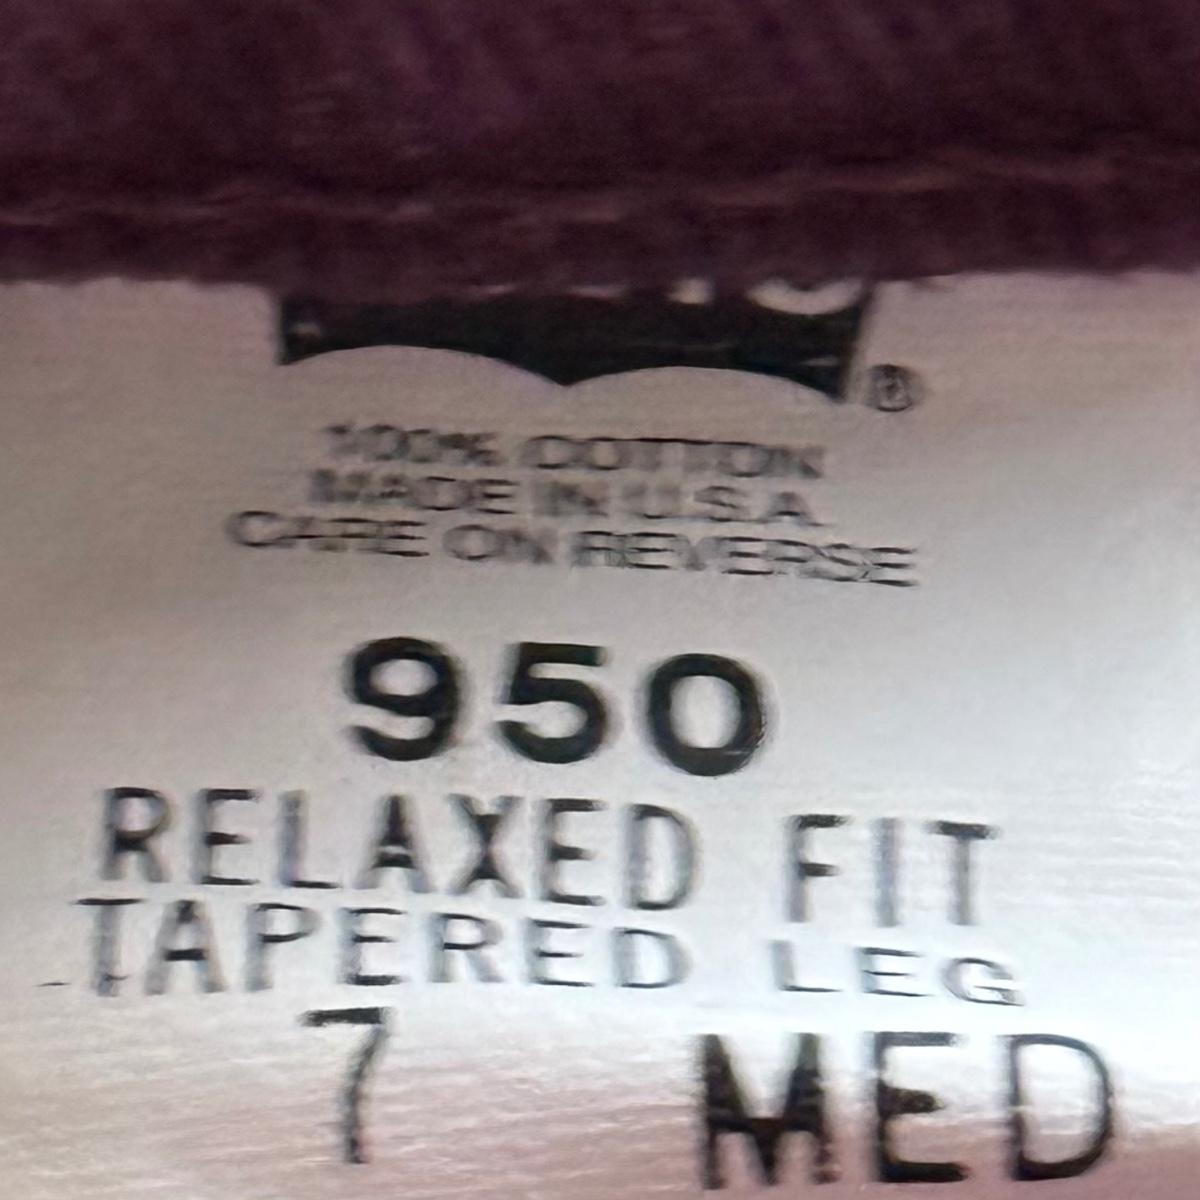 ®
100% COTTON
MADE IN U.S.A.
CARE ON REVERSE
950
RELAXED FIT
TAPERED LEG
7 MED